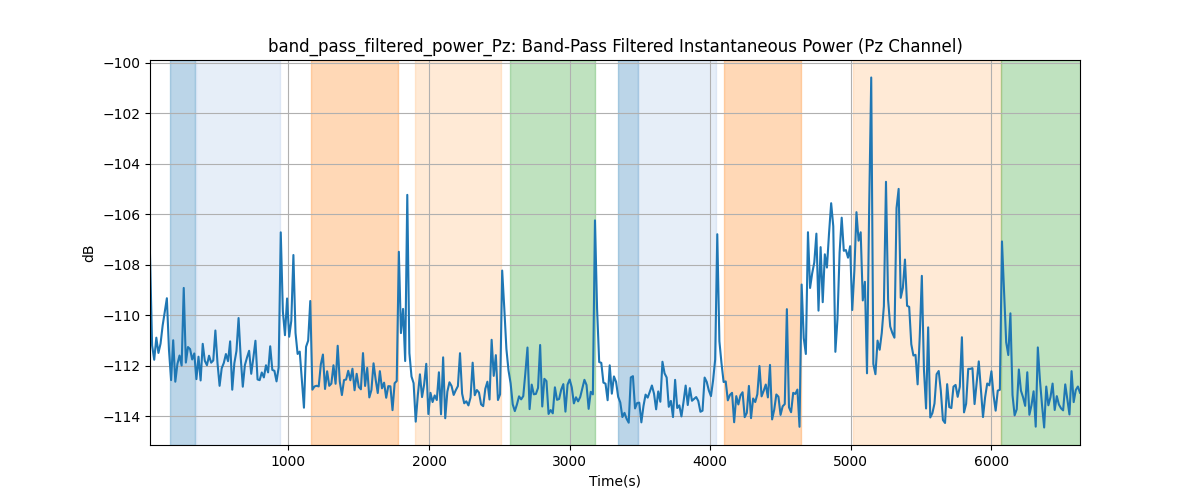 band_pass_filtered_power_Pz: Band-Pass Filtered Instantaneous Power (Pz Channel)
−100
−102
−104
−106
−108
−110
−112
−114
dB
1000 2000 3000 4000 5000 6000
Time(s)